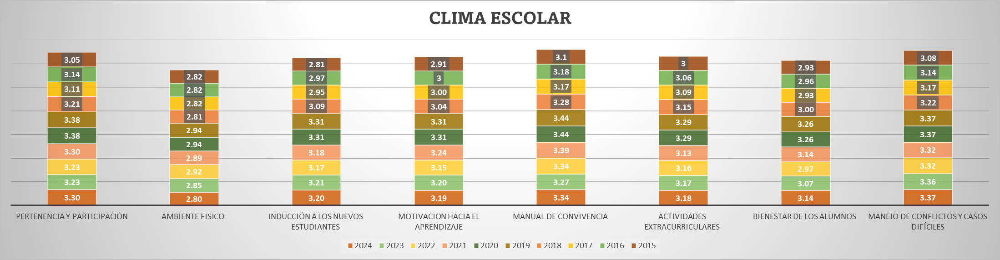 CLIMA ESCOLAR
3.05 2.82 2.81 2.91 3.1 3 2.93 3.08
3.14 2.82 2.97 3 3.18 3.06 2.96 3.14
3.11 2.82 2.95 3.00 3.17 3.09 2.93 3.17
3.21 2.81 3.09 3.04 3.28 3.15 3.00 3.22
3.38 2.94 3.31 3.31 3.44 3.29 3.26 3.37
3.38 2.94 3.31 3.31 3.44 3.29 3.26 3.37
3.30 2.89 3.18 3.24 3.39 3.13 3.14 3.32
3.23 2.92 3.17 3.15 3.34 3.16 2.97 3.32
3.23 2.85 3.21 3.20 3.27 3.17 3.07 3.36
3.30 2.80 3.20 3.19 3.34 3.18 3.14 3.37
PERTENENCIA Y PARTICIPACIÓN
AMBIENTE FISICO
INDUCCIÓN A LOS NUEVOS
ESTUDIANTES
MOTIVACION HACIA EL
APRENDIZAJE
MANUAL DE CONVIVENCIA
ACTIVIDADES
EXTRACURRICULARES
BIENESTAR DE LOS ALUMNOS
MANEJO DE CONFLICTOS Y CASOS
DIFÍCILES
2024 2023 2022 2021 2020 2019 2018 2017 2016 2015